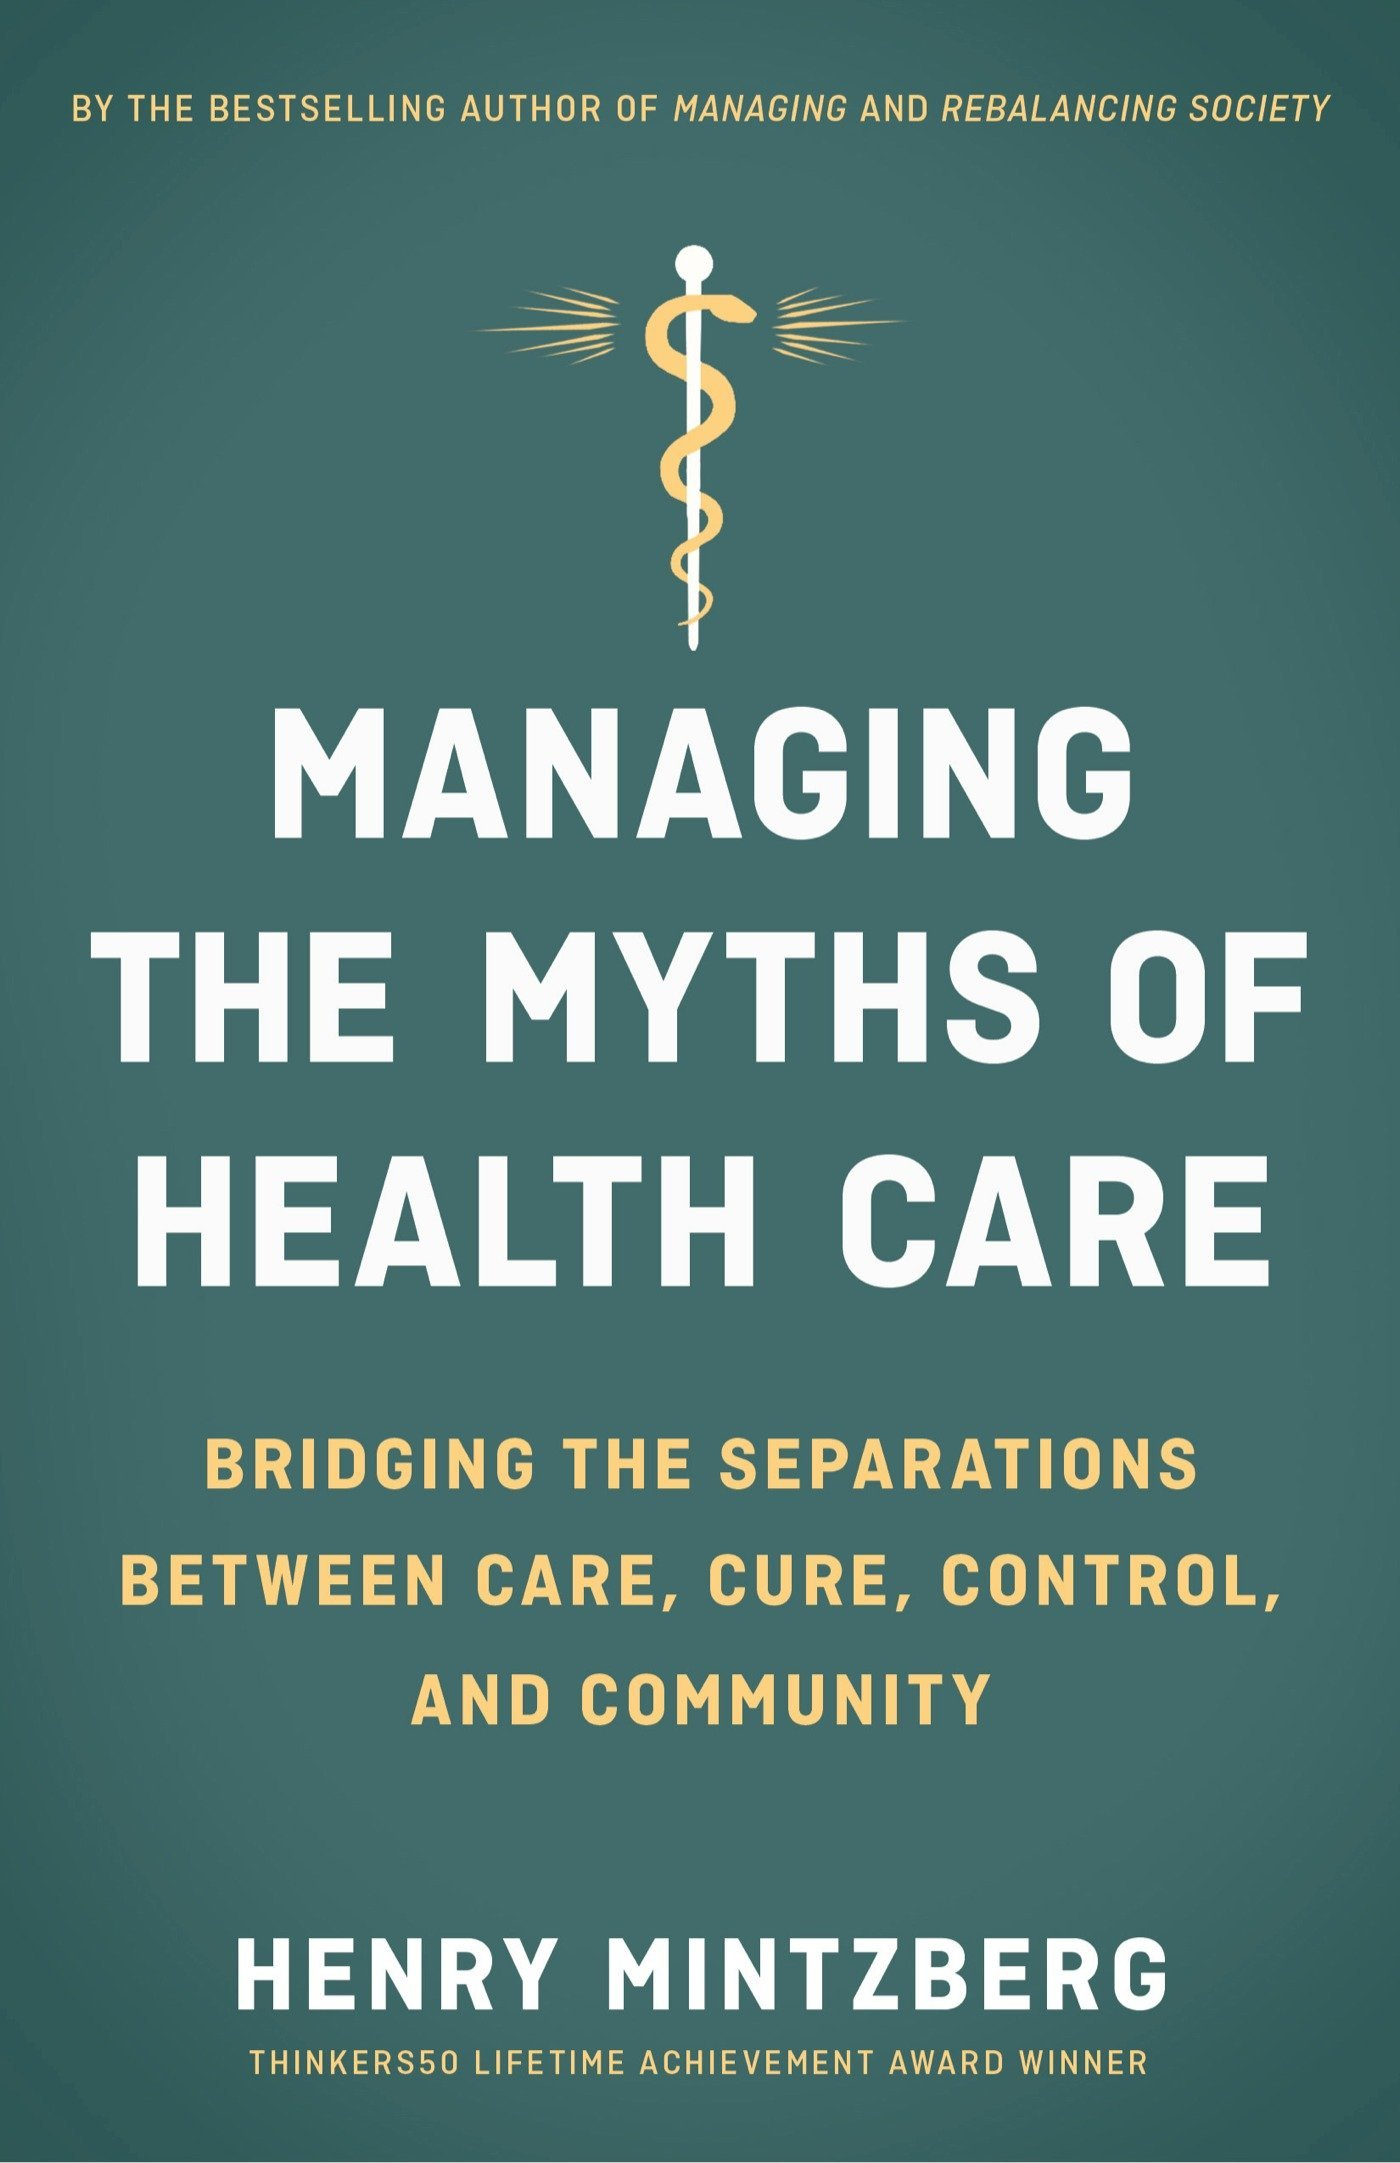 BY THE BESTSELLING AUTHOR OF MANAGING AND REBALANCING SOCIETY
MANAGING
THE MYTHS OF
HEALTH CARE
BRIDGING THE SEPARATIONS
BETWEEN CARE, CURE, CONTROL,
AND COMMUNITY
HENRY MINTZBERG
THINKERS50 LIFETIME ACHIEVEMENT AWARD WINNER